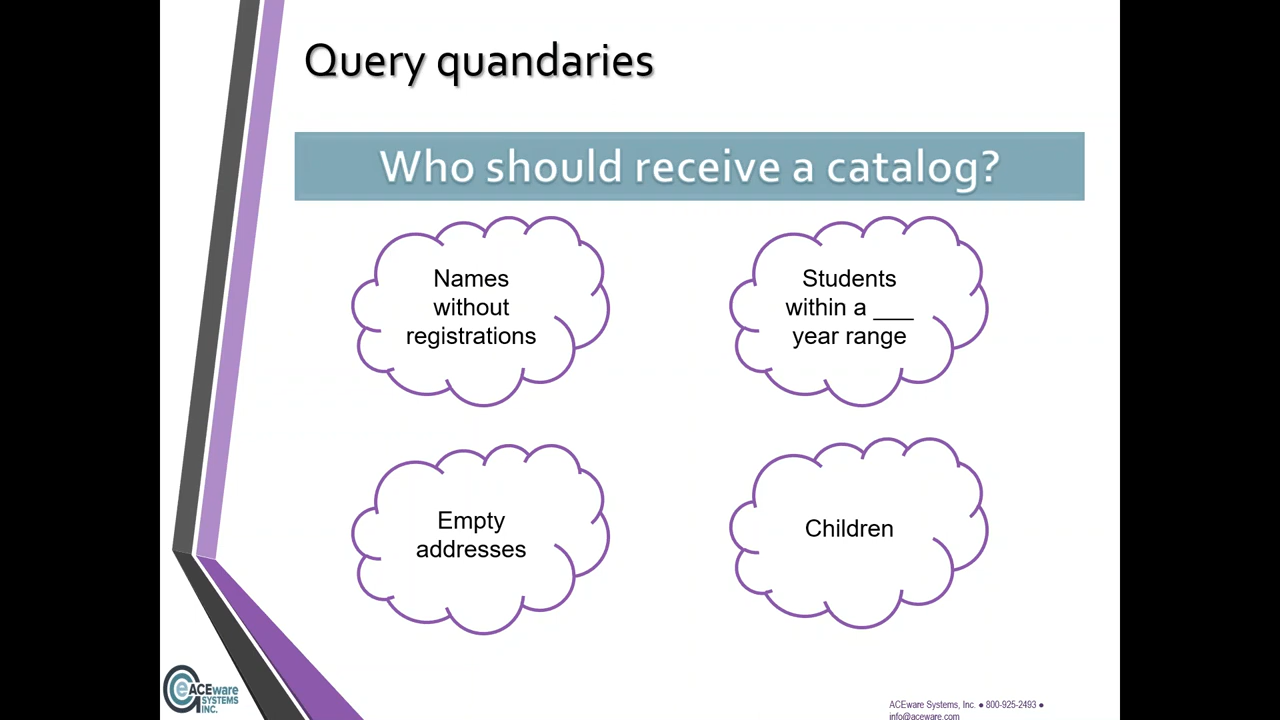 Query quandaries
Who should receive a catalog?
Names
without
registrations
Students
within a ___
year range
Empty
addresses
Children
ACEware
SYSTEMS
INC.
ACEware Systems, Inc. ● 800-925-2493 ●
info@aceware.com